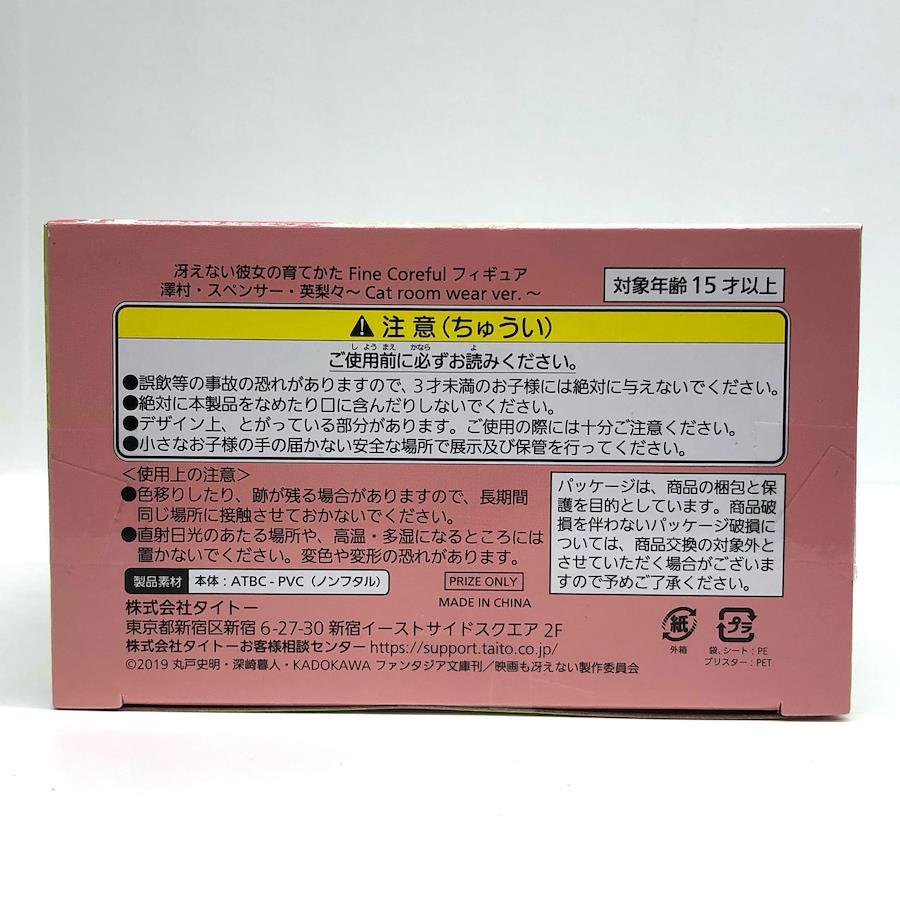 冴えない彼女の育てかた Fine Coreful フィギュア
澤村・スペンサー・英梨々～ Cat room wear ver. ～
対象年齢 15 才以上
注意(ちゅうい)
ご使用前に必ずお読みください。
●誤飲等の事故の恐れがありますので、3才未満のお子様には絶対に与えないでください。
●絶対に本製品をなめたり口に含んだりしないでください。
●デザイン上、とがっている部分があります。ご使用の際には十分ご注意ください。
●小さなお子様の手の届かない安全な場所で展示及び保管を行ってください。
＜使用上の注意＞
●色移りしたり、跡が残る場合がありますので、長期間
同じ場所に接触させておかないでください。
●直射日光のあたる場所や、高温・多湿になるところには
置かないでください。変色や変形の恐れがあります。
パッケージは、商品の梱包と保
護を目的としています。商品破
損を伴わないパッケージ破損に
ついては、商品交換の対象外と
させていただく場合がございま
すので予めご了承ください。
製品素材 本体：ATBC-PVC（ノンフタル）
PRIZE ONLY
MADE IN CHINA
株式会社タイトー
東京都新宿区新宿 6-27-30 新宿イーストサイドスクエア 2F
株式会社タイトーお客様相談センター https://support.taito.co.jp/
©2019 丸戸史明・深崎暮人・KADOKAWA ファンタジア文庫刊／映画も冴えない製作委員会
紙
外箱
プラ
袋、シート：PE
ブリスター：PET